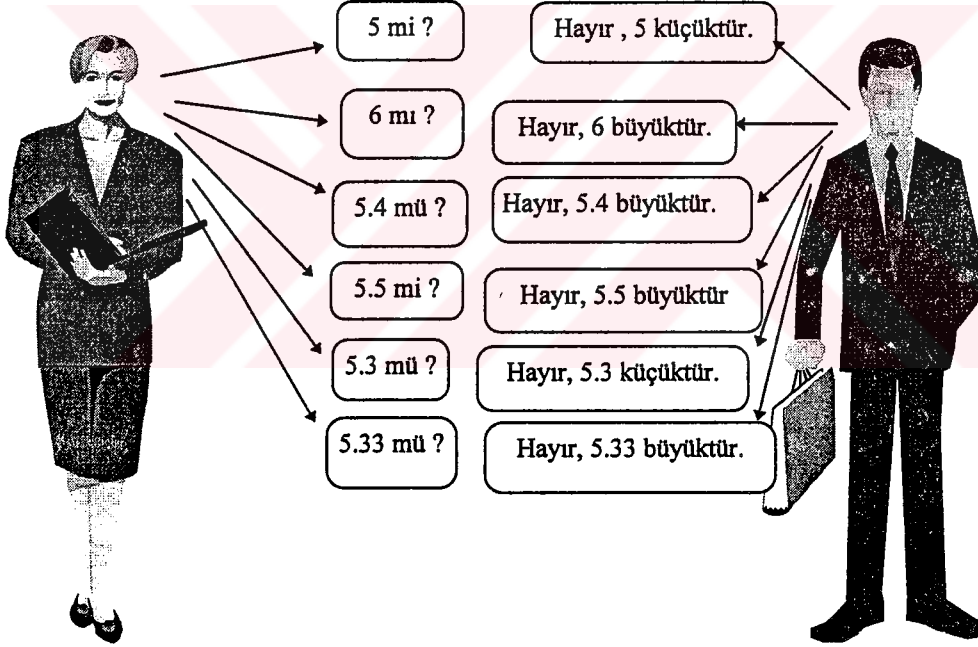 5 mi ?
Hayır , 5 küçüktür.
6 mı ?
Hayır, 6 büyüktür.
5.4 mü ?
Hayır, 5.4 büyüktür.
5.5 mi ?
Hayır, 5.5 büyüktür
5.3 mü ?
Hayır, 5.3 küçüktür.
5.33 mü ?
Hayır, 5.33 büyüktür.